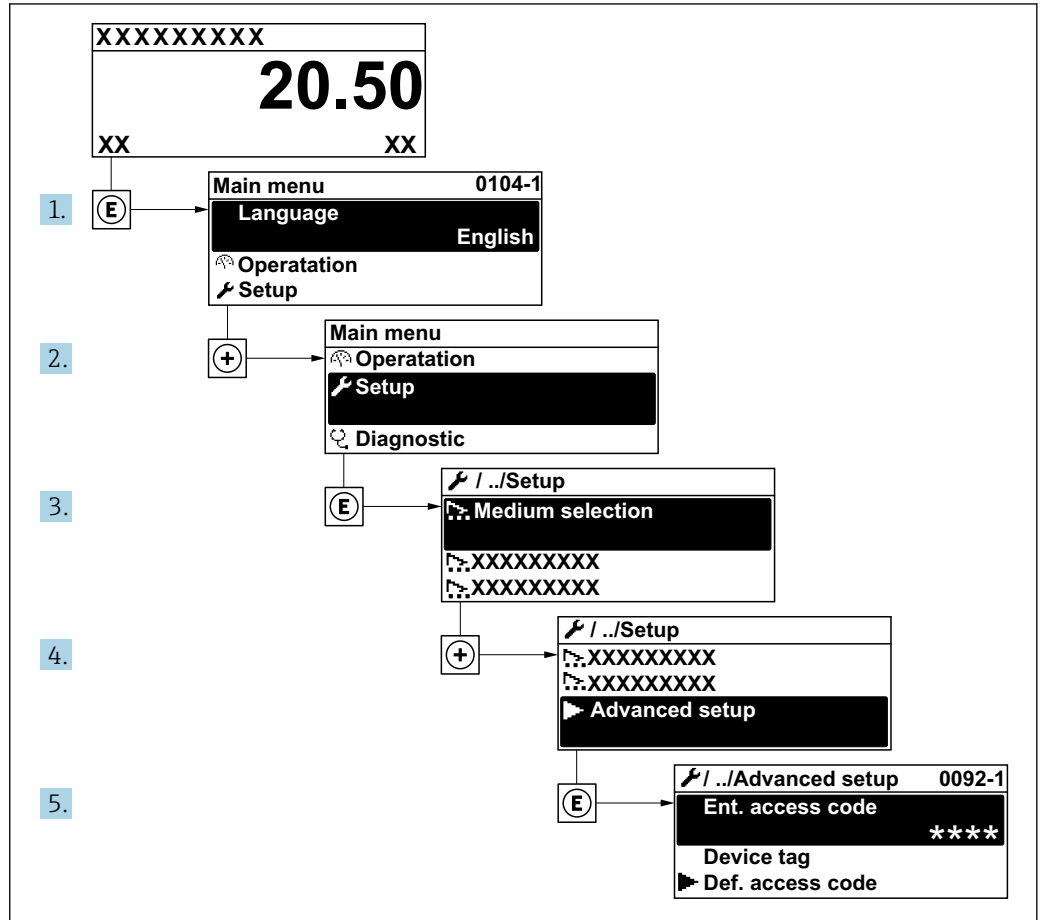 XXXXXXXXX
20.50
XX XX
1. E
Main menu 0104-1
Language
English
Operatation
Setup
2. +
Main menu
Operatation
Setup
Diagnostic
3. E
/ ../Setup
Medium selection
XXXXXXXXX
XXXXXXXXX
4. +
/ ../Setup
XXXXXXXXX
XXXXXXXXX
Advanced setup
5. E
/ ../Advanced setup 0092-1
Ent. access code
****
Device tag
Def. access code